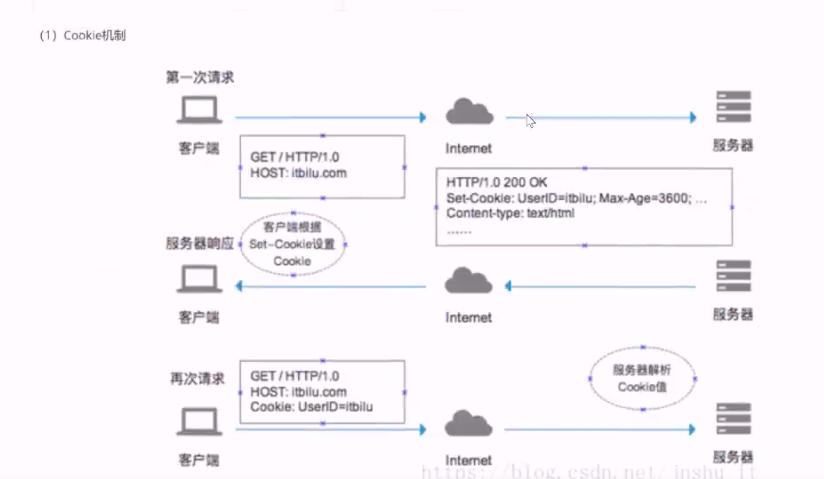 (1) Cookie机制
第一次请求
客户端
Internet
服务器
GET / HTTP/1.0
HOST: itbilu.com
HTTP/1.0 200 OK
Set-Cookie: UserID=itbilu; Max-Age=3600; ...
Content-type: text/html
......
服务器响应
客户端根据
Set-Cookie设置
Cookie
客户端
Internet
服务器
再次请求
GET / HTTP/1.0
HOST: itbilu.com
Cookie: UserID=itbilu
服务器解析
Cookie值
客户端
Internet
服务器
https://blog.csdn.net/inshu_it